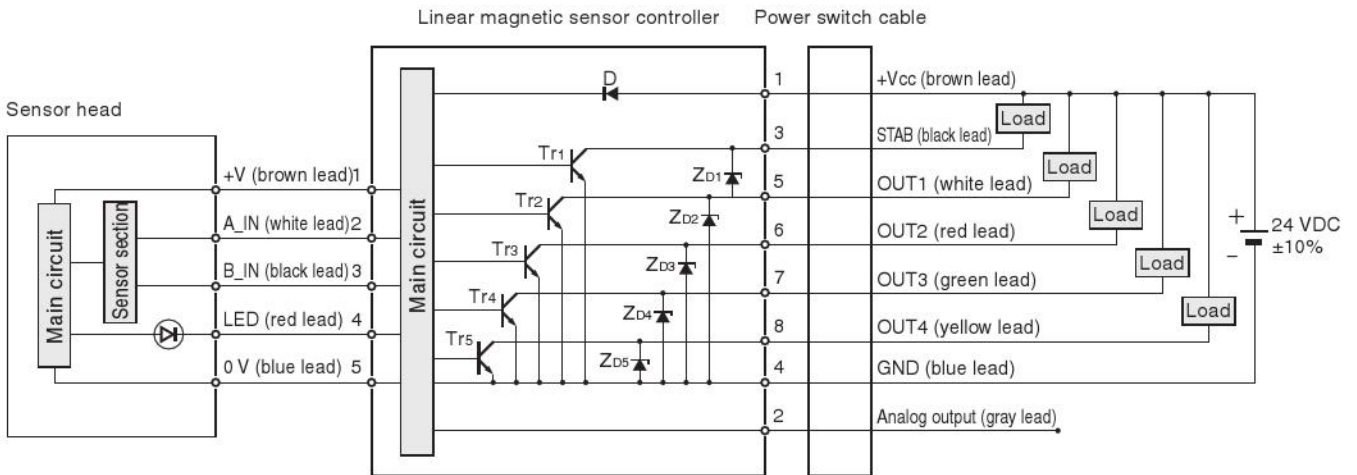 Linear magnetic sensor controller
Power switch cable
Sensor head
Main circuit
Sensor section
+V (brown lead) 1
A_IN (white lead) 2
B_IN (black lead) 3
LED (red lead) 4
0 V (blue lead) 5
Main circuit
D
Tr1
Tr2
Tr3
Tr4
Tr5
ZD1
ZD2
ZD3
ZD4
ZD5
1
+Vcc (brown lead)
3
STAB (black lead)
5
OUT1 (white lead)
6
OUT2 (red lead)
7
OUT3 (green lead)
8
OUT4 (yellow lead)
4
GND (blue lead)
2
Analog output (gray lead)
Load
Load
Load
Load
Load
+
24 VDC
±10%
−